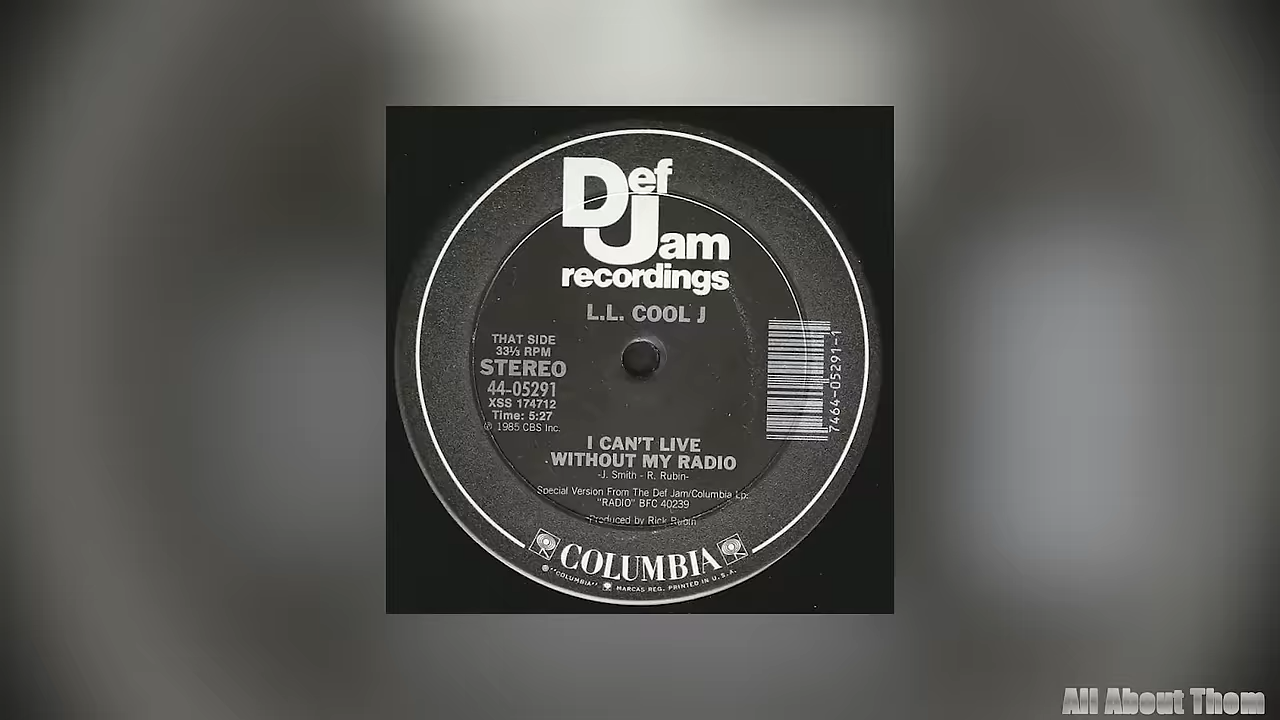 Def
Jam
recordings
L.L. COOL J
THAT SIDE
33⅓ RPM
STEREO
44-05291
XSS 174712
Time: 5:27
℗ 1985 CBS Inc.
7464-05291-1
I CAN'T LIVE
WITHOUT MY RADIO
-J. Smith - R. Rubin-
Special Version From The Def Jam/Columbia Lp:
"RADIO" BFC 40239
-Produced by Rick Rubin
COLUMBIA
®"COLUMBIA" MARCAS REG. PRINTED IN U.S.A.
All About Them